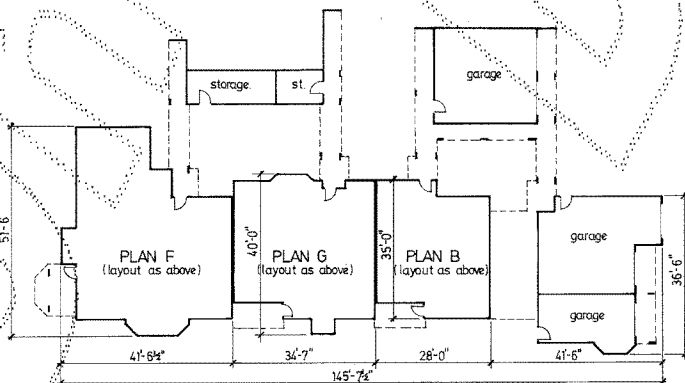 storage.
st.
garage
51-6
PLAN F
(layout as above)
40'-0"
PLAN G
(layout as above)
35'-0"
PLAN B
(layout as above)
garage
garage
36'-6"
41'-6½"
34'-7"
28'-0"
41'-6"
145'-7½"